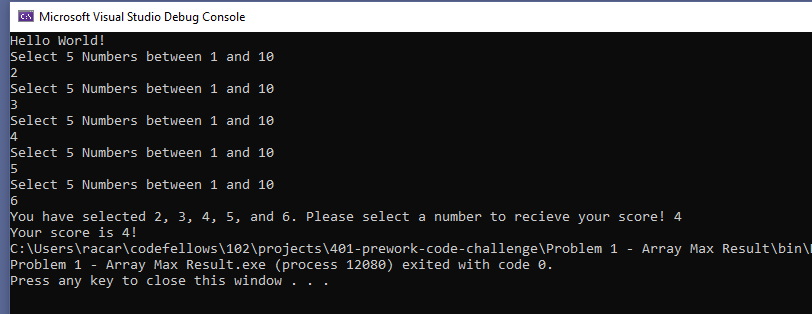 Microsoft Visual Studio Debug Console
Hello World!
Select 5 Numbers between 1 and 10
2
Select 5 Numbers between 1 and 10
3
Select 5 Numbers between 1 and 10
4
Select 5 Numbers between 1 and 10
5
Select 5 Numbers between 1 and 10
6
You have selected 2, 3, 4, 5, and 6. Please select a number to recieve your score! 4
Your score is 4!
C:\Users\racar\codefellows\102\projects\401-prework-code-challenge\Problem 1 - Array Max Result\bin\
Problem 1 - Array Max Result.exe (process 12080) exited with code 0.
Press any key to close this window . . .